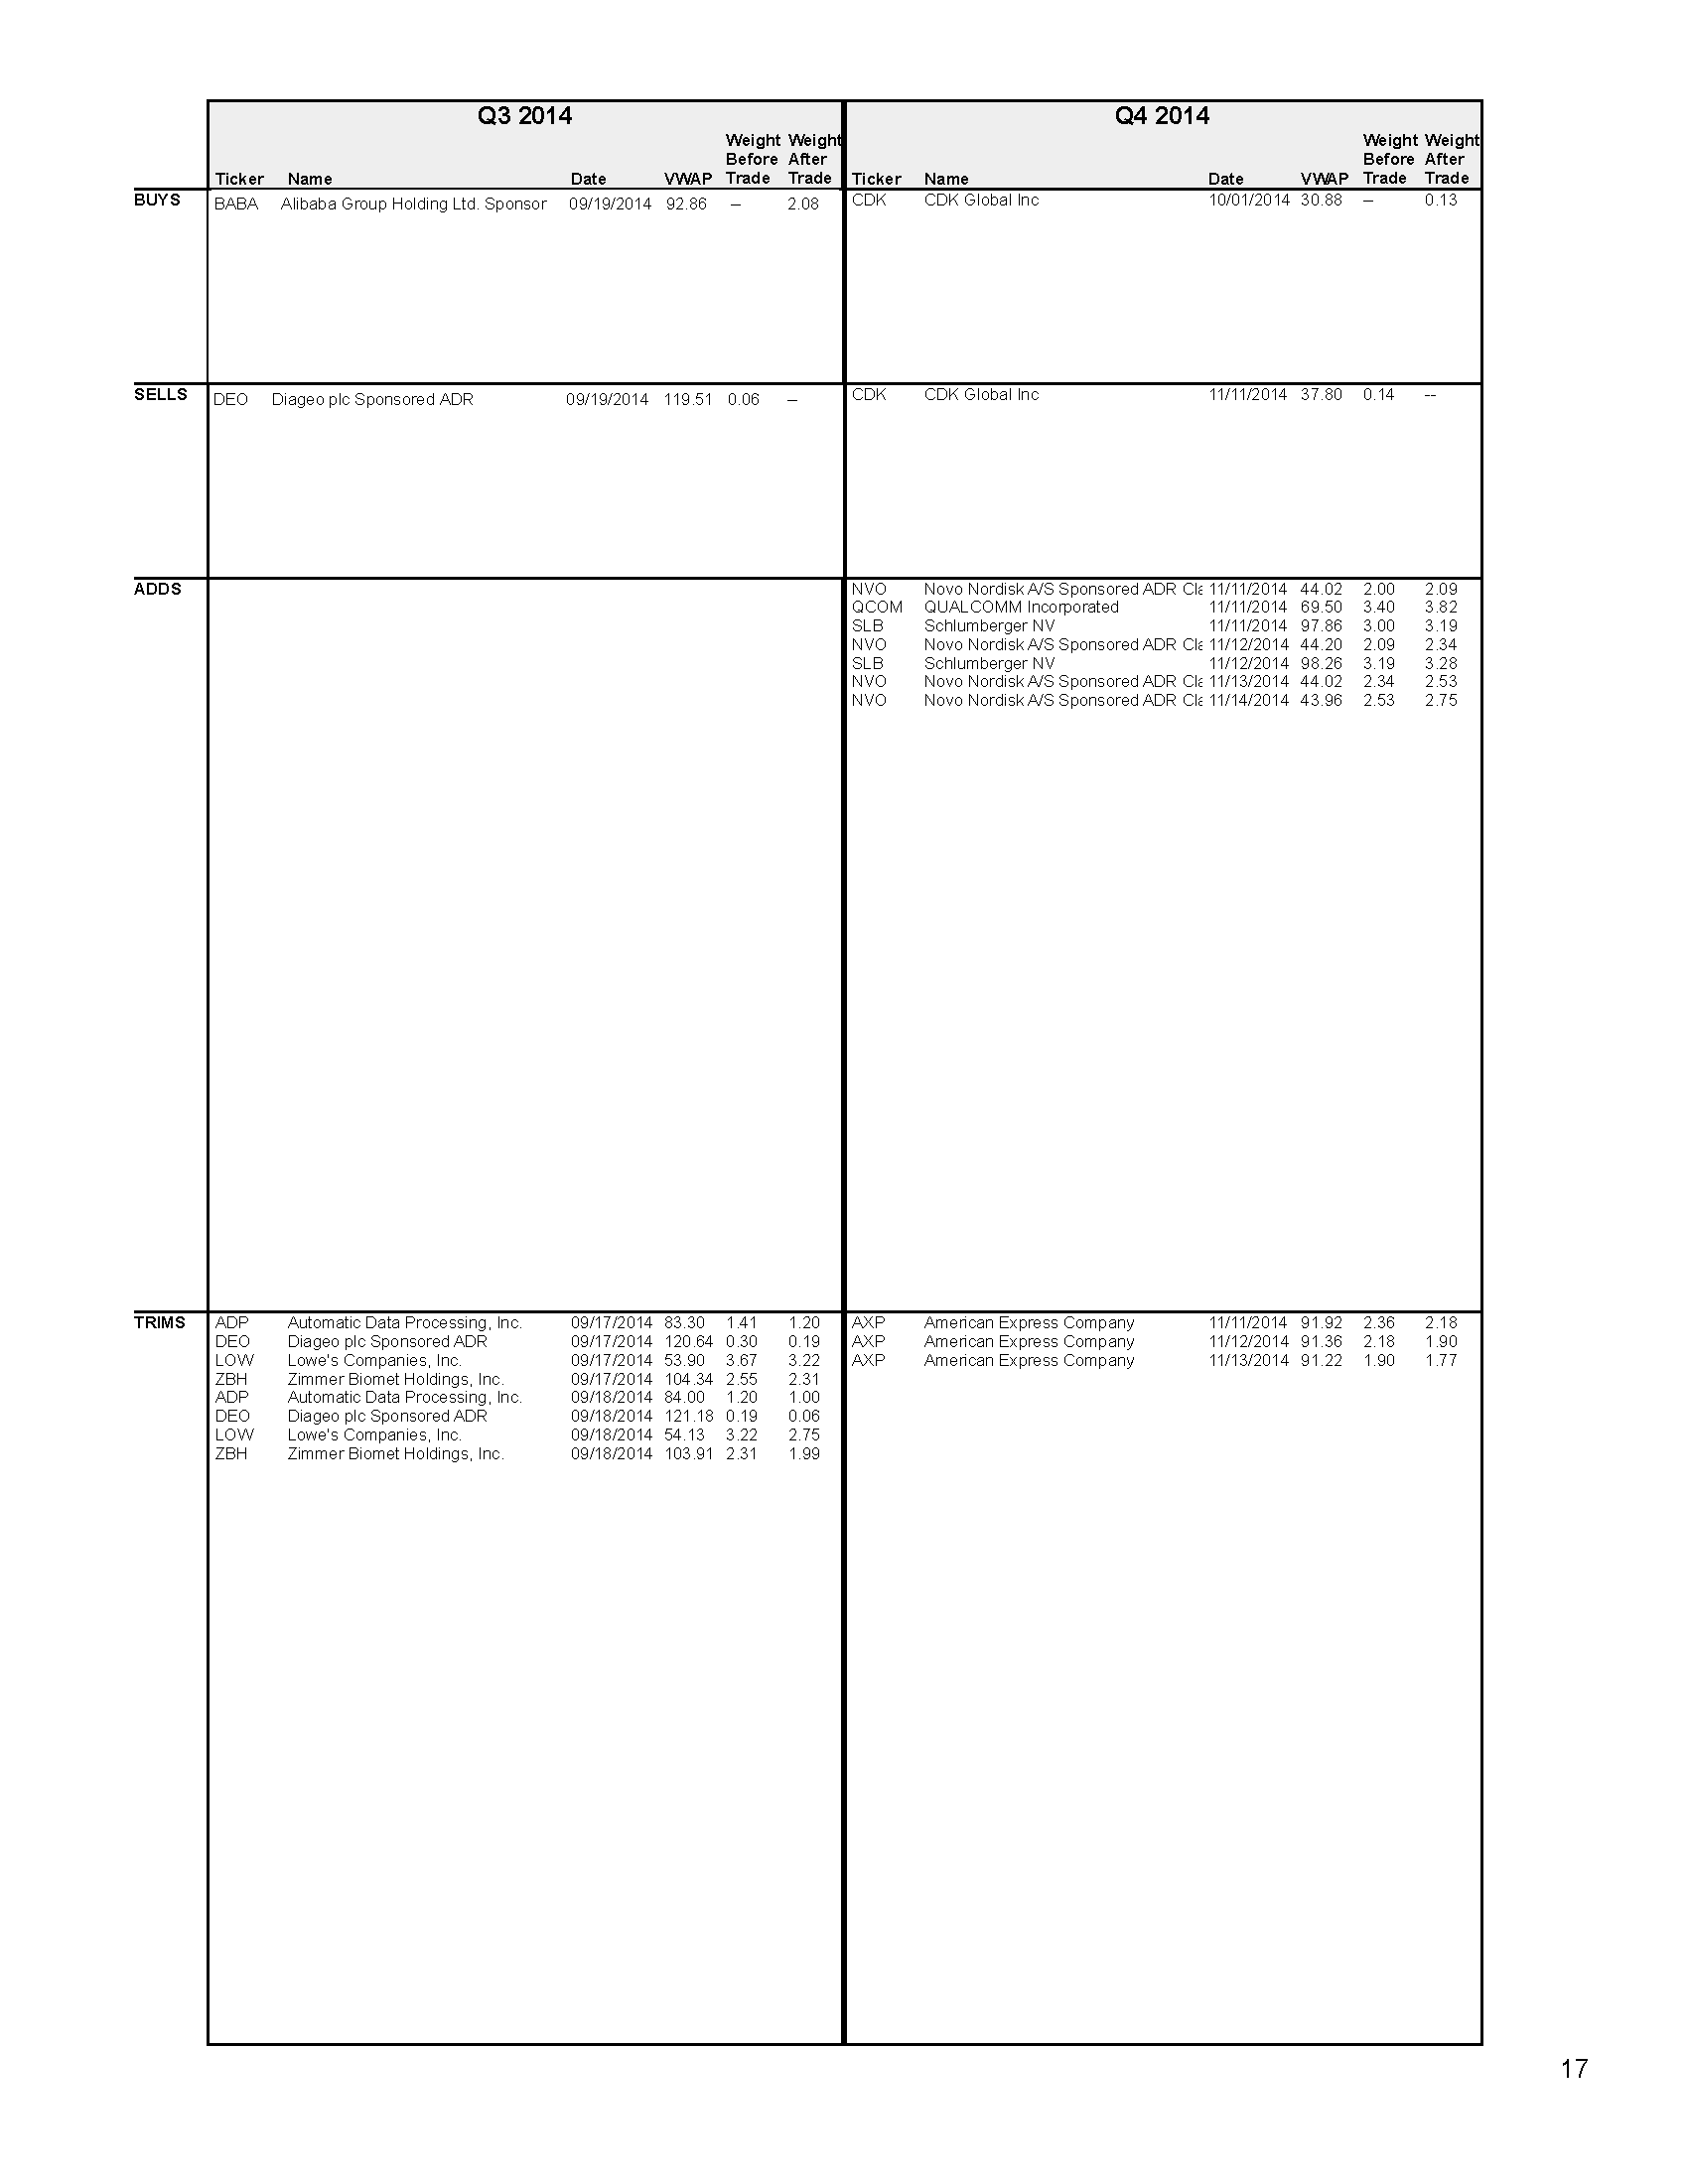 Q3 2014
Ticker Name Date VWAP Weight Before Trade Weight After Trade
Q4 2014
Ticker Name Date VWAP Weight Before Trade Weight After Trade
BUYS
BABA Alibaba Group Holding Ltd. Sponsor 09/19/2014 92.86 – 2.08
CDK CDK Global Inc 10/01/2014 30.88 – 0.13
SELLS
DEO Diageo plc Sponsored ADR 09/19/2014 119.51 0.06 –
CDK CDK Global Inc 11/11/2014 37.80 0.14 --
ADDS
NVO Novo Nordisk A/S Sponsored ADR Cla 11/11/2014 44.02 2.00 2.09
QCOM QUALCOMM Incorporated 11/11/2014 69.50 3.40 3.82
SLB Schlumberger NV 11/11/2014 97.86 3.00 3.19
NVO Novo Nordisk A/S Sponsored ADR Cla 11/12/2014 44.20 2.09 2.34
SLB Schlumberger NV 11/12/2014 98.26 3.19 3.28
NVO Novo Nordisk A/S Sponsored ADR Cla 11/13/2014 44.02 2.34 2.53
NVO Novo Nordisk A/S Sponsored ADR Cla 11/14/2014 43.96 2.53 2.75
TRIMS
ADP Automatic Data Processing, Inc. 09/17/2014 83.30 1.41 1.20
DEO Diageo plc Sponsored ADR 09/17/2014 120.64 0.30 0.19
LOW Lowe's Companies, Inc. 09/17/2014 53.90 3.67 3.22
ZBH Zimmer Biomet Holdings, Inc. 09/17/2014 104.34 2.55 2.31
ADP Automatic Data Processing, Inc. 09/18/2014 84.00 1.20 1.00
DEO Diageo plc Sponsored ADR 09/18/2014 121.18 0.19 0.06
LOW Lowe's Companies, Inc. 09/18/2014 54.13 3.22 2.75
ZBH Zimmer Biomet Holdings, Inc. 09/18/2014 103.91 2.31 1.99
AXP American Express Company 11/11/2014 91.92 2.36 2.18
AXP American Express Company 11/12/2014 91.36 2.18 1.90
AXP American Express Company 11/13/2014 91.22 1.90 1.77
17